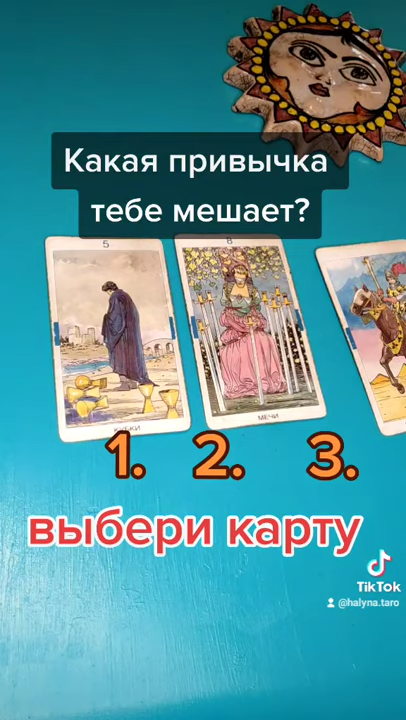 Какая привычка
тебе мешает?
5
8
КУБКИ
МЕЧИ
1. 2. 3.
выбери карту
TikTok
@halyna.taro